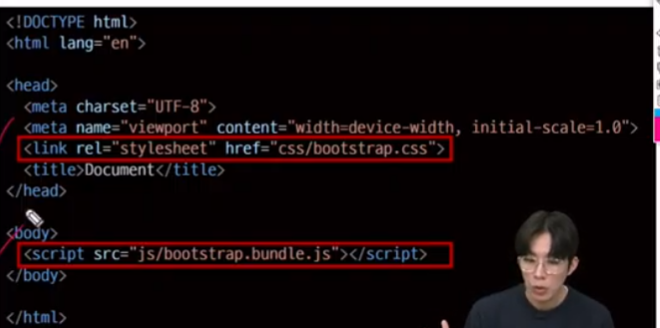 <!DOCTYPE html>
<html lang="en">
<head>
<meta charset="UTF-8">
<meta name="viewport" content="width=device-width, initial-scale=1.0">
<link rel="stylesheet" href="css/bootstrap.css">
<title>Document</title>
</head>
<body>
<script src="js/bootstrap.bundle.js"></script>
</body>
</html>